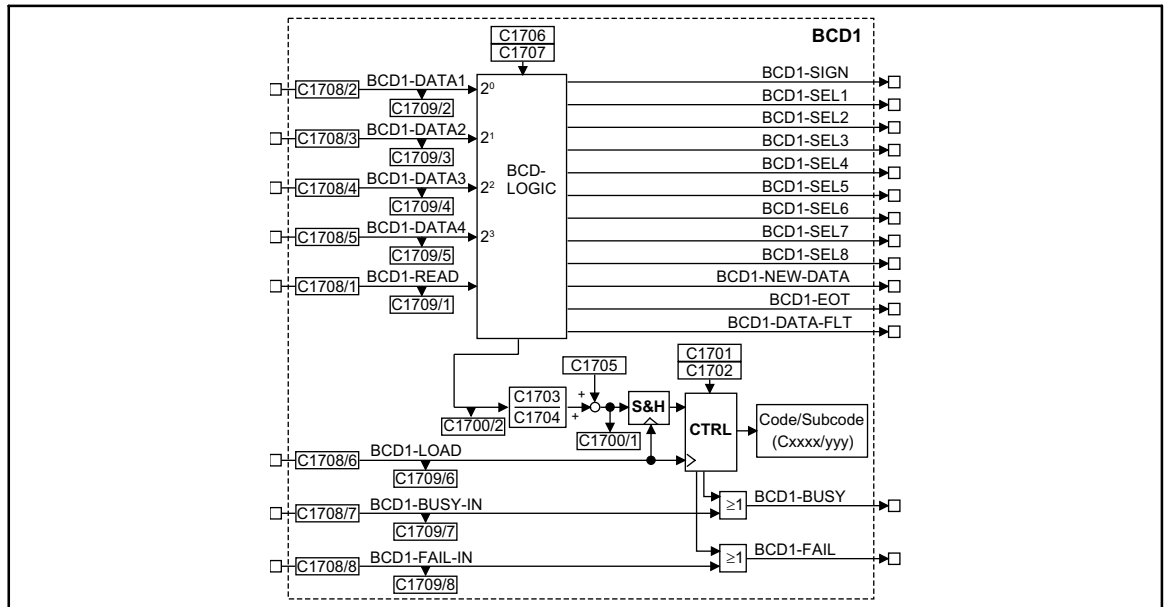 BCD1
C1706
C1707
C1708/2 BCD1-DATA1 2⁰ BCD1-SIGN
C1709/2 BCD1-SEL1
BCD1-SEL2
C1708/3 BCD1-DATA2 2¹ BCD1-SEL3
C1709/3
BCD-LOGIC
BCD1-SEL4
C1708/4 BCD1-DATA3 2² BCD1-SEL5
C1709/4 BCD1-SEL6
C1708/5 BCD1-DATA4 2³ BCD1-SEL7
C1709/5 BCD1-SEL8
C1708/1 BCD1-READ BCD1-NEW-DATA
C1709/1 BCD1-EOT
BCD1-DATA-FLT
C1705
C1701
C1702
C1703
C1704
+
+
S&H
CTRL
Code/Subcode
(Cxxxx/yyy)
C1700/2
C1700/1
C1708/6 BCD1-LOAD
C1709/6
C1708/7 BCD1-BUSY-IN ≥1 BCD1-BUSY
C1709/7
C1708/8 BCD1-FAIL-IN ≥1 BCD1-FAIL
C1709/8